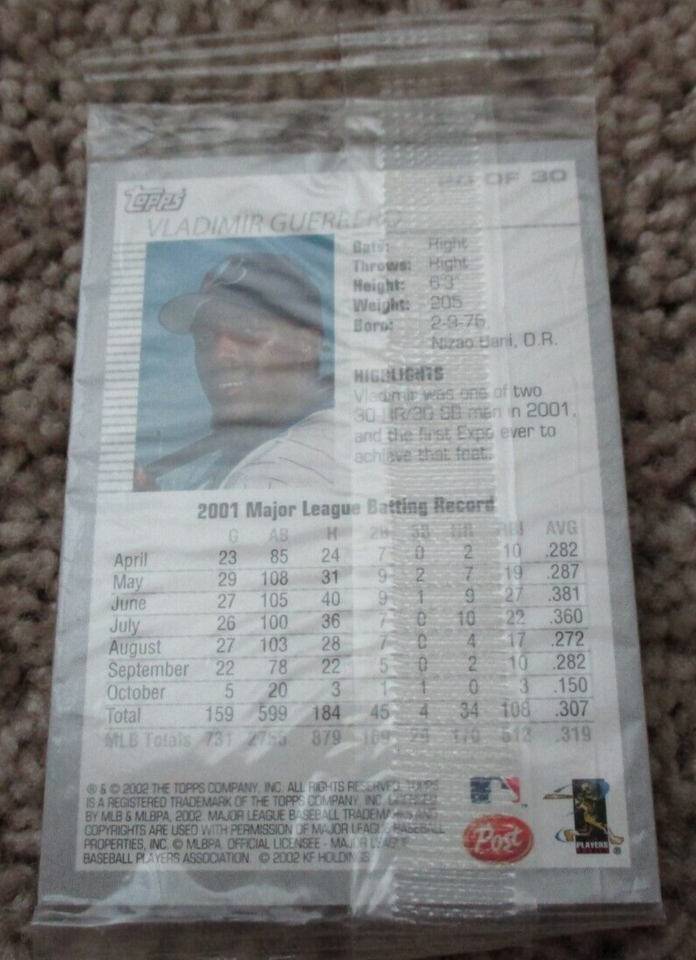 TOPPS
OF 30
VLADIMIR GUERRERO
Bats: Right
Throws: Right
Height: 6'3"
Weight: 205
Born: 2-9-76
Nizao Bani, D.R.
HIGHLIGHTS
Vladimir was one of two
30 HR/30 SB men in 2001,
and the first Expo ever to
achieve that feat.
2001 Major League Batting Record
G AB H 2B 3B HR RBI AVG
April 23 85 24 7 0 2 10 .282
May 29 108 31 9 2 7 19 .287
June 27 105 40 9 1 9 27 .381
July 26 100 36 7 0 10 22 .360
August 27 103 28 7 0 4 17 .272
September 22 78 22 5 0 2 10 .282
October 5 20 3 1 1 0 3 .150
Total 159 599 184 45 4 34 108 .307
MLB Totals 731 2755 879 170 .319
® & © 2002 THE TOPPS COMPANY, INC. ALL RIGHTS RESERVED. TOPPS
IS A REGISTERED TRADEMARK OF THE TOPPS COMPANY, INC. LICENSED
BY MLB & MLBPA, 2002. MAJOR LEAGUE BASEBALL TRADEMARKS AND
COPYRIGHTS ARE USED WITH PERMISSION OF MAJOR LEAGUE BASEBALL
PROPERTIES, INC. © MLBPA. OFFICIAL LICENSEE - MAJOR LEAGUE
BASEBALL PLAYERS ASSOCIATION. © 2002 KF HOLDINGS
Post
PLAYERS